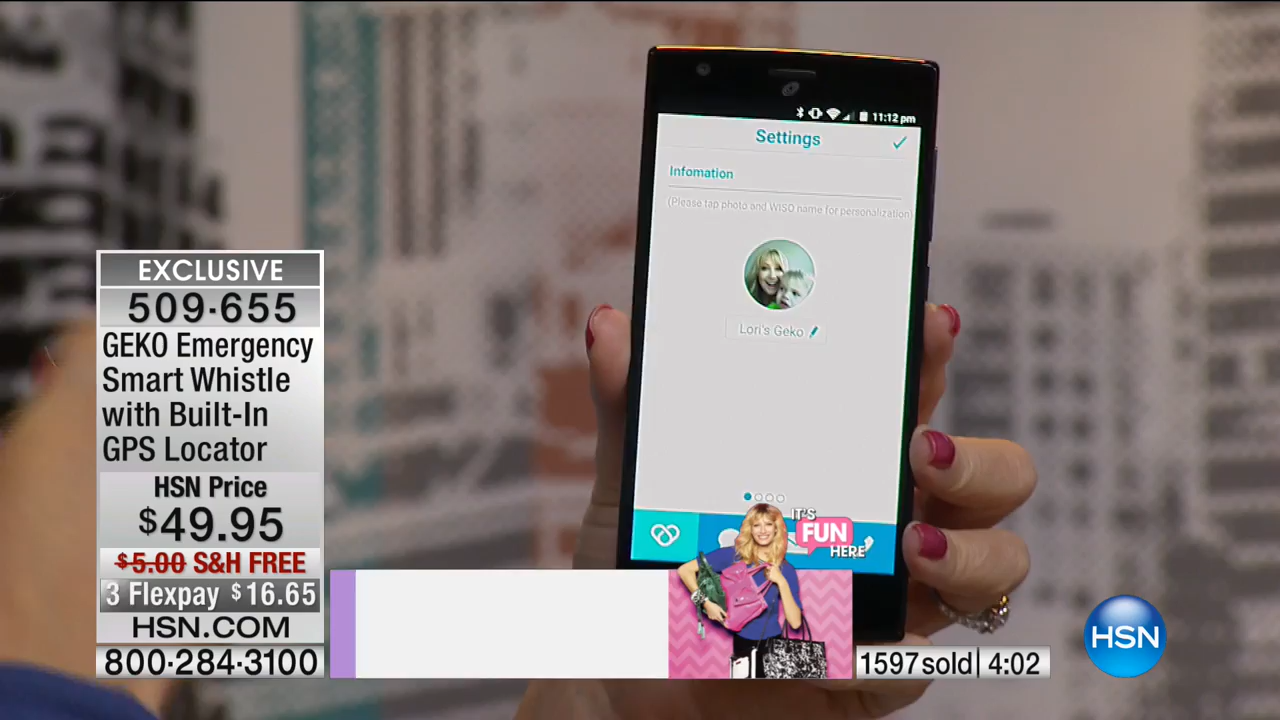 11:12 pm
Settings
Infomation
(Please tap photo and WISO name for personalization)
Lori's Geko
EXCLUSIVE
509-655
GEKO Emergency
Smart Whistle
with Built-In
GPS Locator
HSN Price
$49.95
$5.00 S&H FREE
3 Flexpay $16.65
HSN.COM
800-284-3100
IT'S
FUN
HERE
1597 sold 4:02
HSN